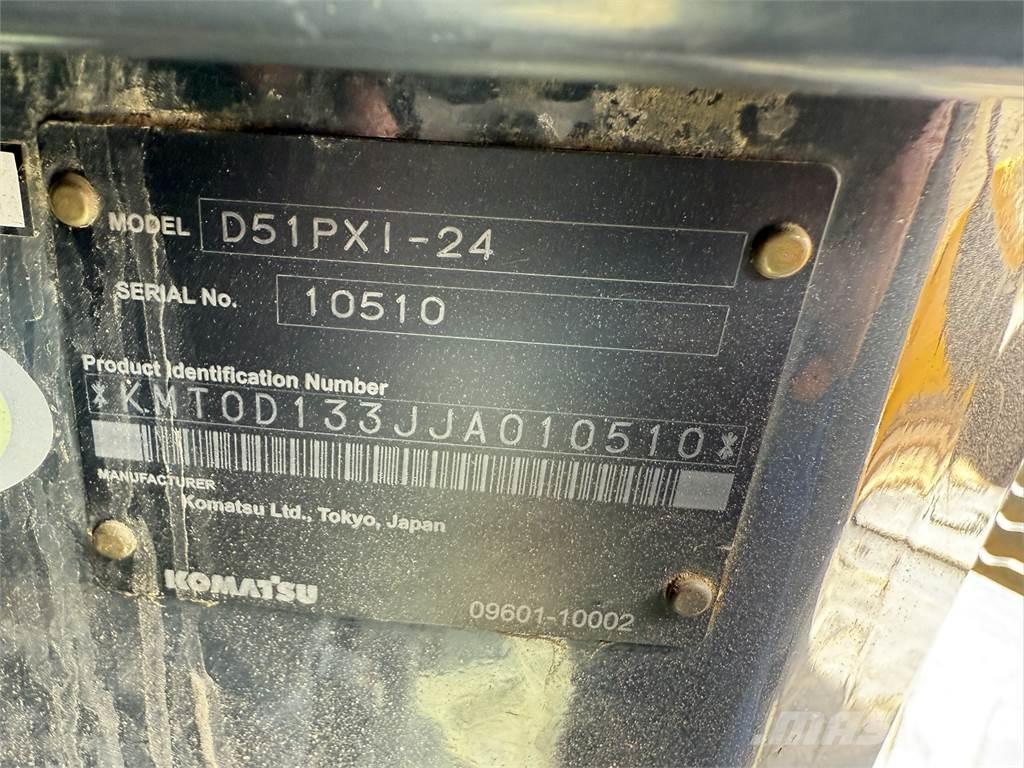 MODEL D51PXI-24
SERIAL No. 10510
Product Identification Number
*KMT0D133JJA010510*
MANUFACTURER
Komatsu Ltd., Tokyo, Japan
KOMATSU
09601-10002